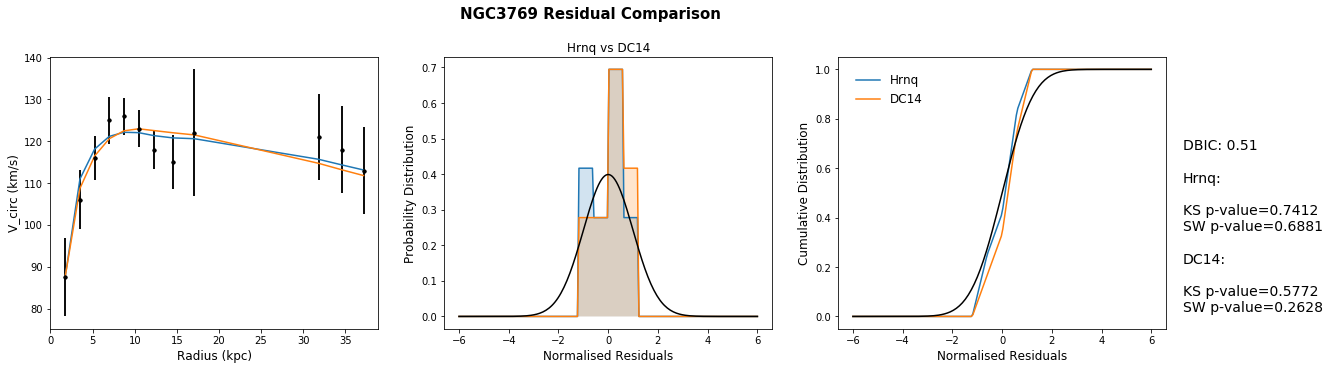 NGC3769 Residual Comparison
140
130
120
110
100
90
80
V_circ (km/s)
0 5 10 15 20 25 30 35
Radius (kpc)
Hrnq vs DC14
0.7
0.6
0.5
0.4
0.3
0.2
0.1
0.0
Probability Distribution
−6 −4 −2 0 2 4 6
Normalised Residuals
1.0
0.8
0.6
0.4
0.2
0.0
Cumulative Distribution
Hrnq
DC14
−6 −4 −2 0 2 4 6
Normalised Residuals
DBIC: 0.51
Hrnq:
KS p-value=0.7412
SW p-value=0.6881
DC14:
KS p-value=0.5772
SW p-value=0.2628